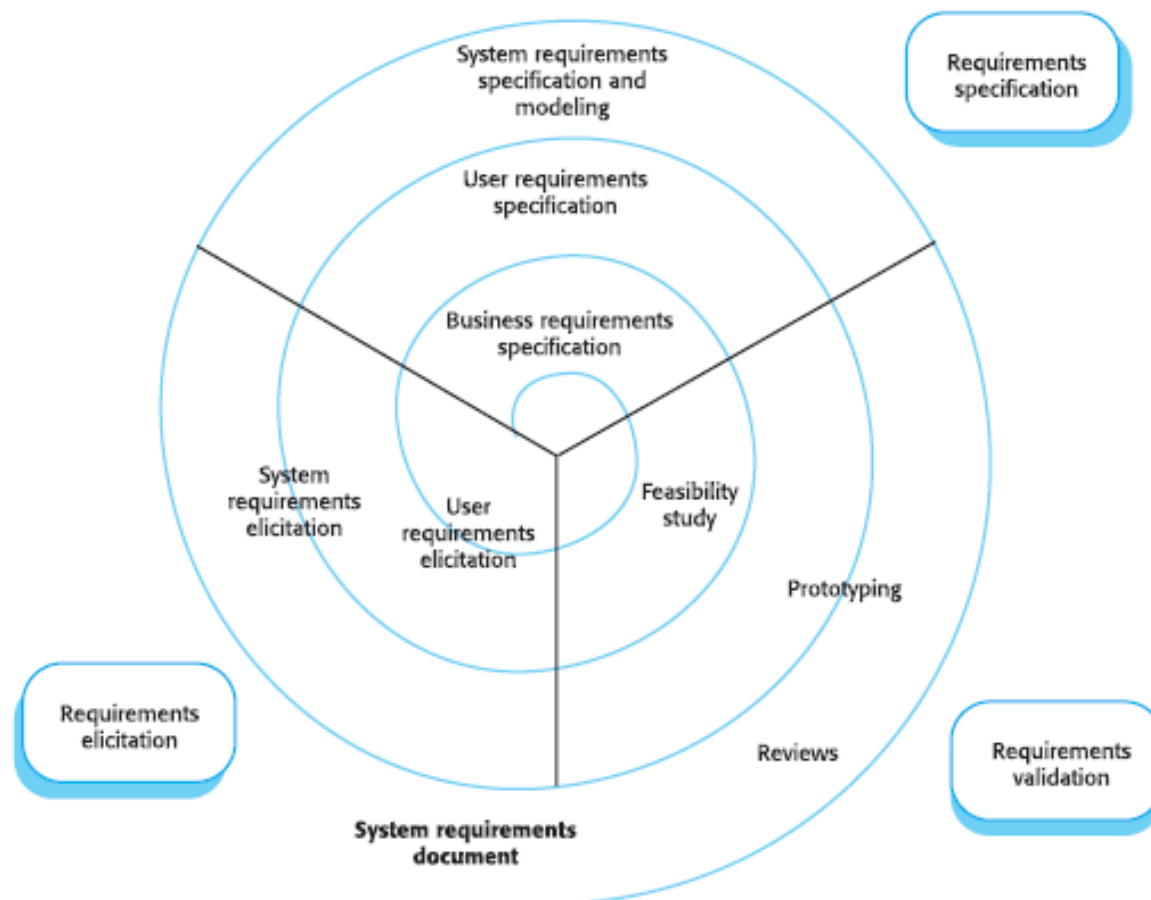 System requirements
specification and
modeling
Requirements
specification
User requirements
specification
Business requirements
specification
System
requirements
elicitation
User
requirements
elicitation
Feasibility
study
Prototyping
Requirements
elicitation
Reviews
Requirements
validation
System requirements
document